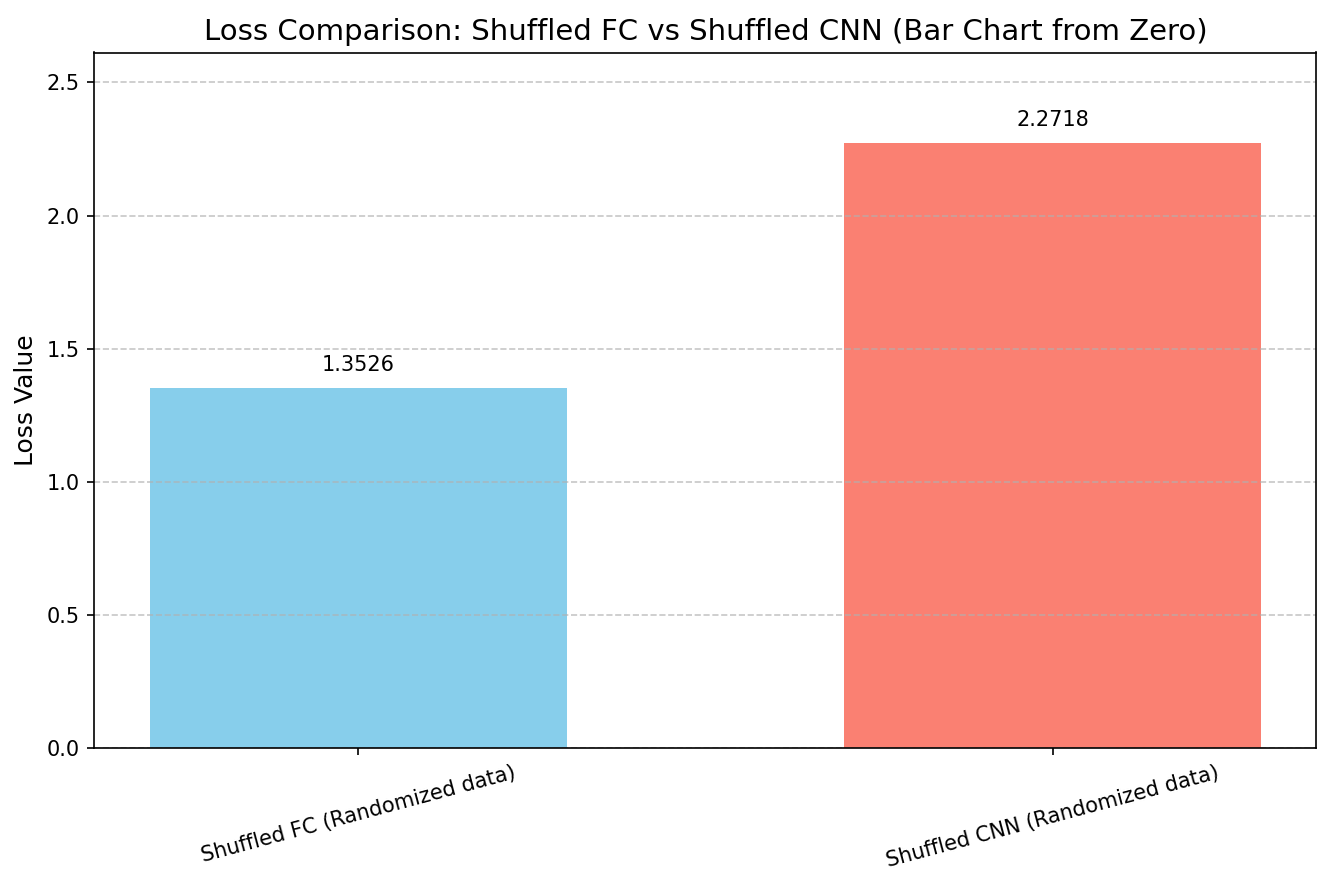 Loss Comparison: Shuffled FC vs Shuffled CNN (Bar Chart from Zero)
Loss Value
2.5
2.0
1.5
1.0
0.5
0.0
1.3526
2.2718
Shuffled FC (Randomized data)
Shuffled CNN (Randomized data)